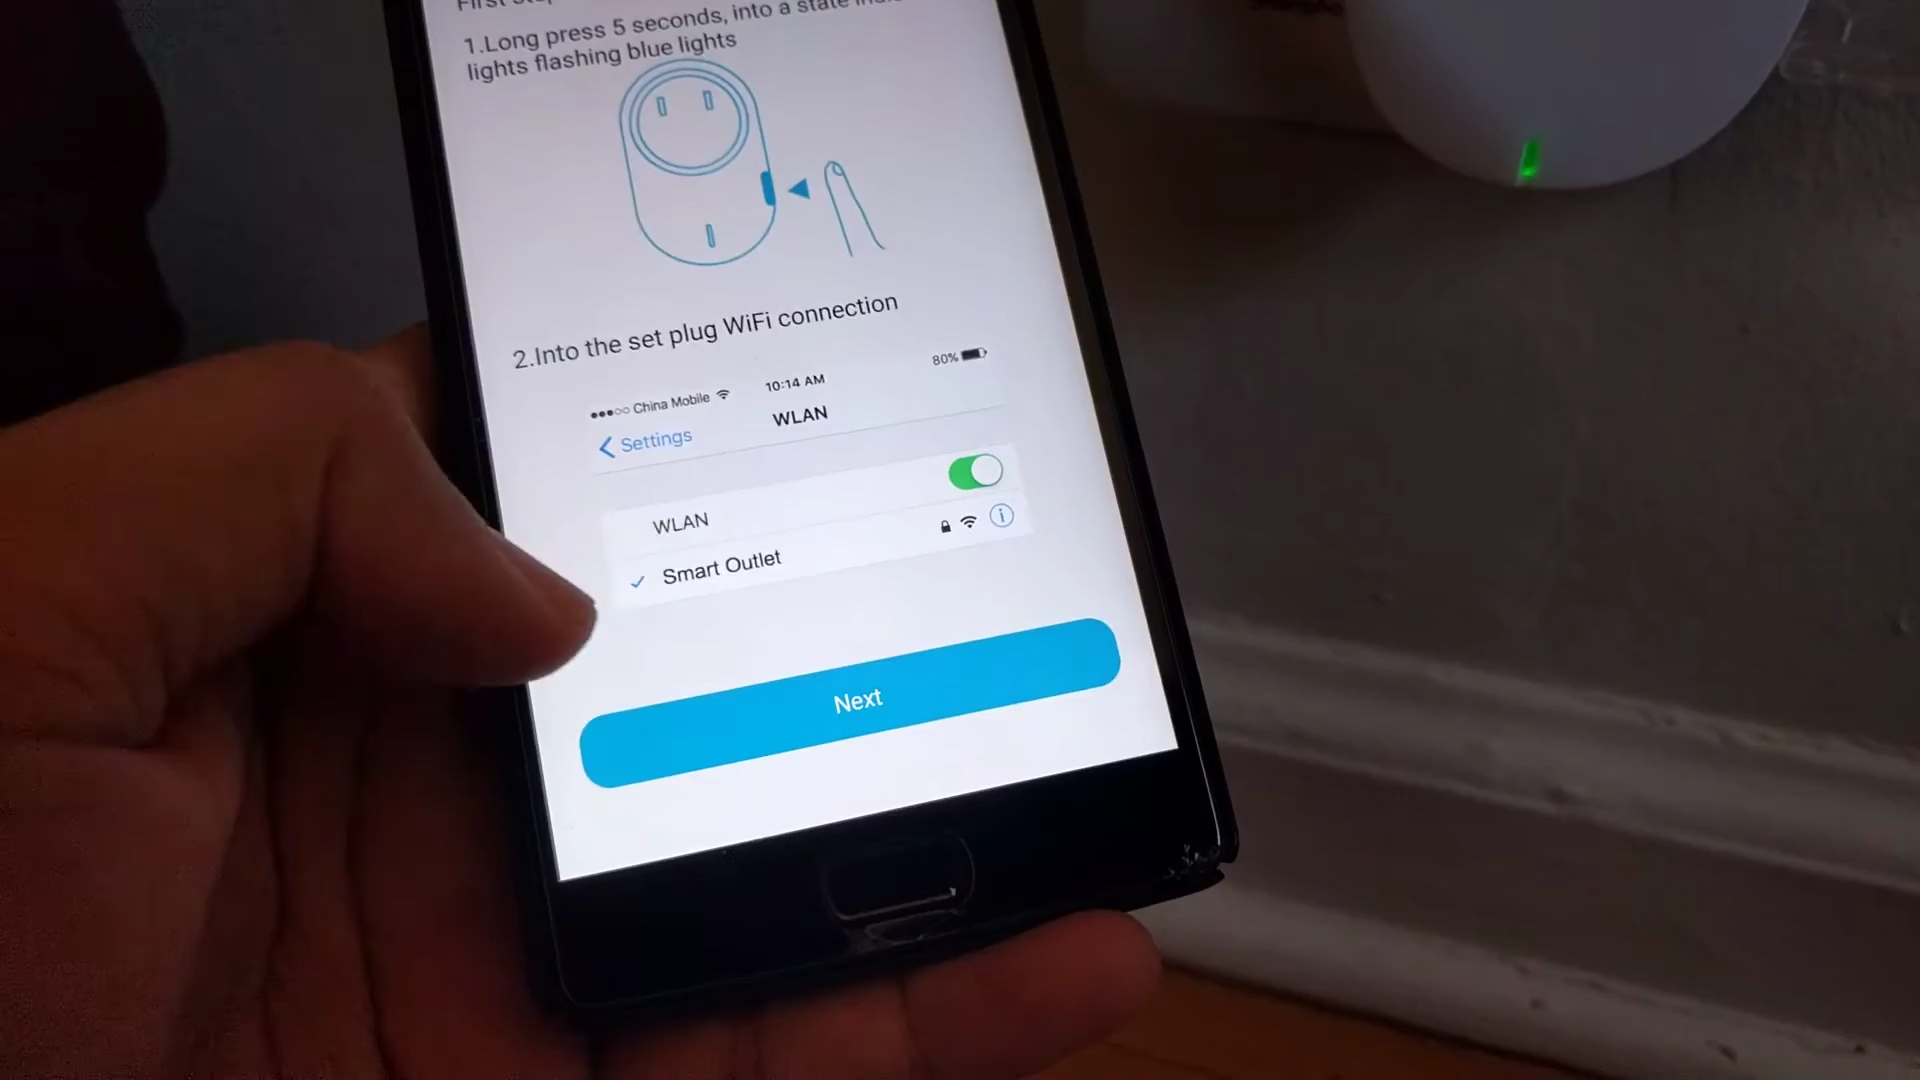 First
1.Long press 5 seconds, into a state
lights flashing blue lights
2.Into the set plug WiFi connection
China Mobile 10:14 AM 80%
Settings WLAN
WLAN
Smart Outlet
Next